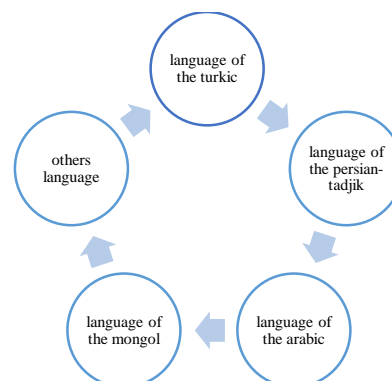 language of
the turkic
language of
the persian-
tadjik
language of
the arabic
language of
the mongol
others
language